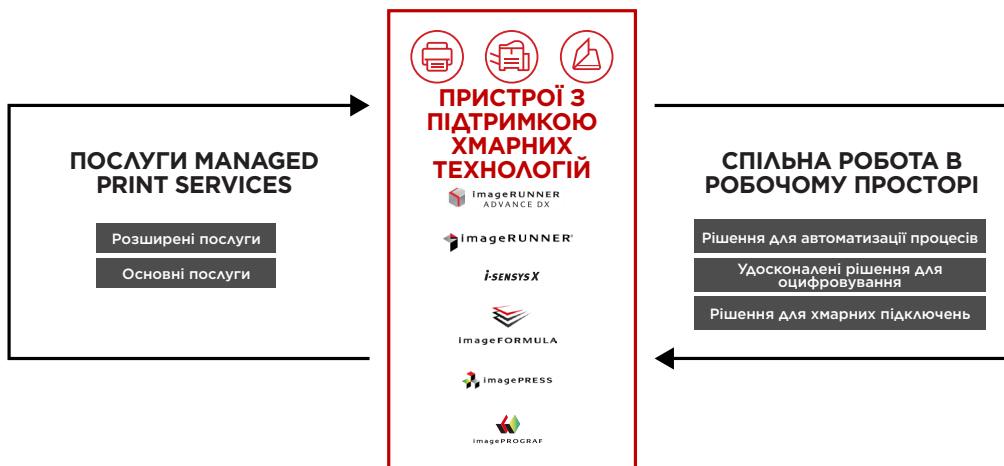 ПОСЛУГИ MANAGED
PRINT SERVICES
Розширені послуги
Основні послуги
ПРИСТРОЇ З
ПІДТРИМКОЮ
ХМАРНИХ
ТЕХНОЛОГІЙ
imageRUNNER
ADVANCE DX
imageRUNNER®
i-SENSYS X
imageFORMULA
imagePRESS
imagePROGRAF
СПІЛЬНА РОБОТА В
РОБОЧОМУ ПРОСТОРІ
Рішення для автоматизації процесів
Удосконалені рішення для
оцифровування
Рішення для хмарних підключень